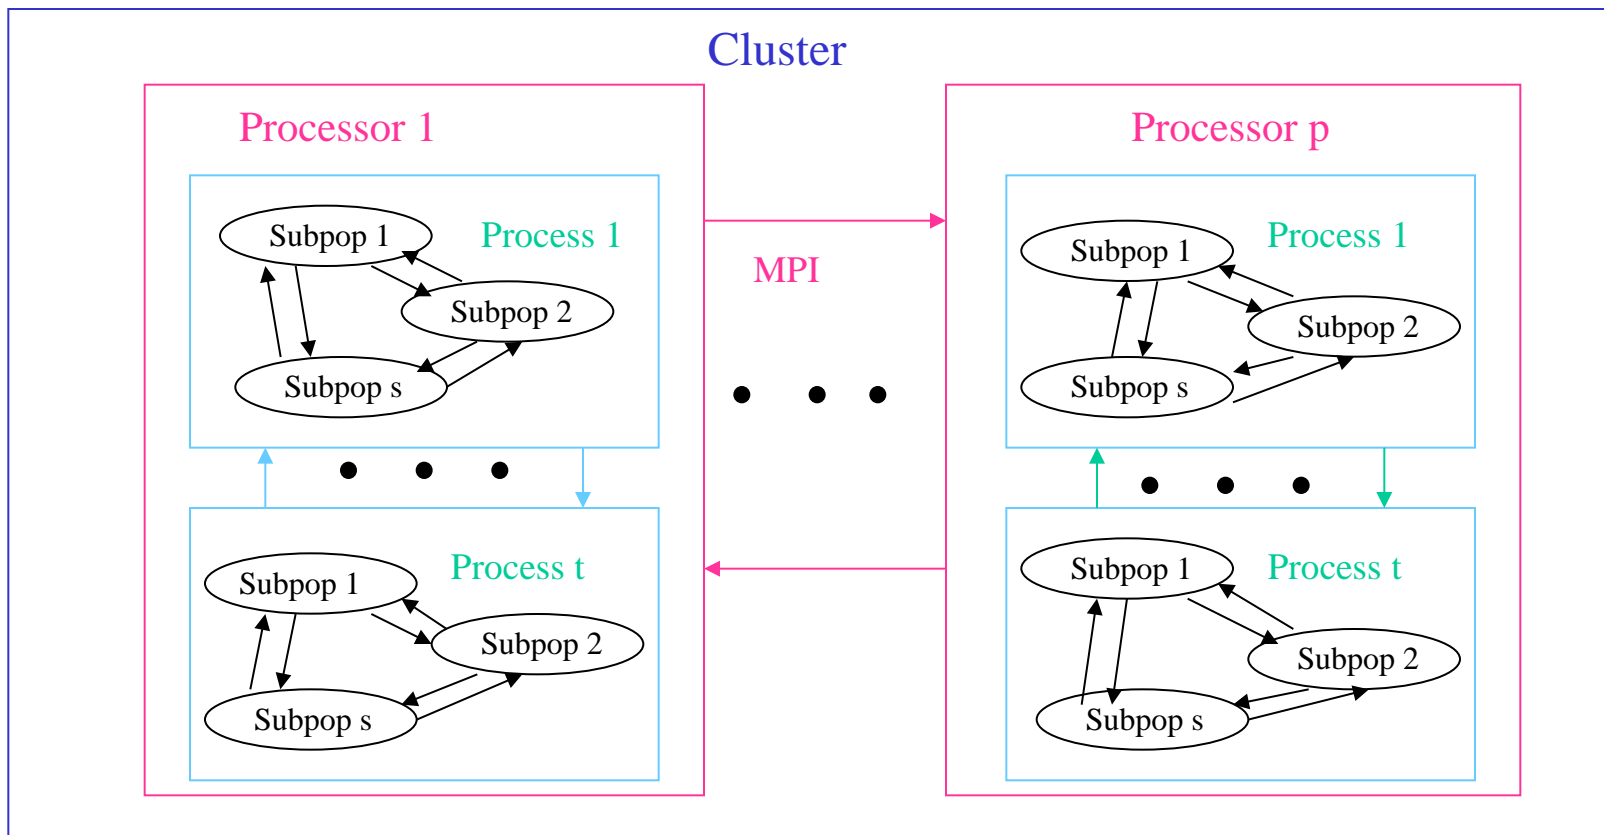 Cluster
Processor 1
Process 1
Subpop 1
Subpop 2
Subpop s
Process t
Subpop 1
Subpop 2
Subpop s
MPI
Processor p
Process 1
Subpop 1
Subpop 2
Subpop s
Process t
Subpop 1
Subpop 2
Subpop s